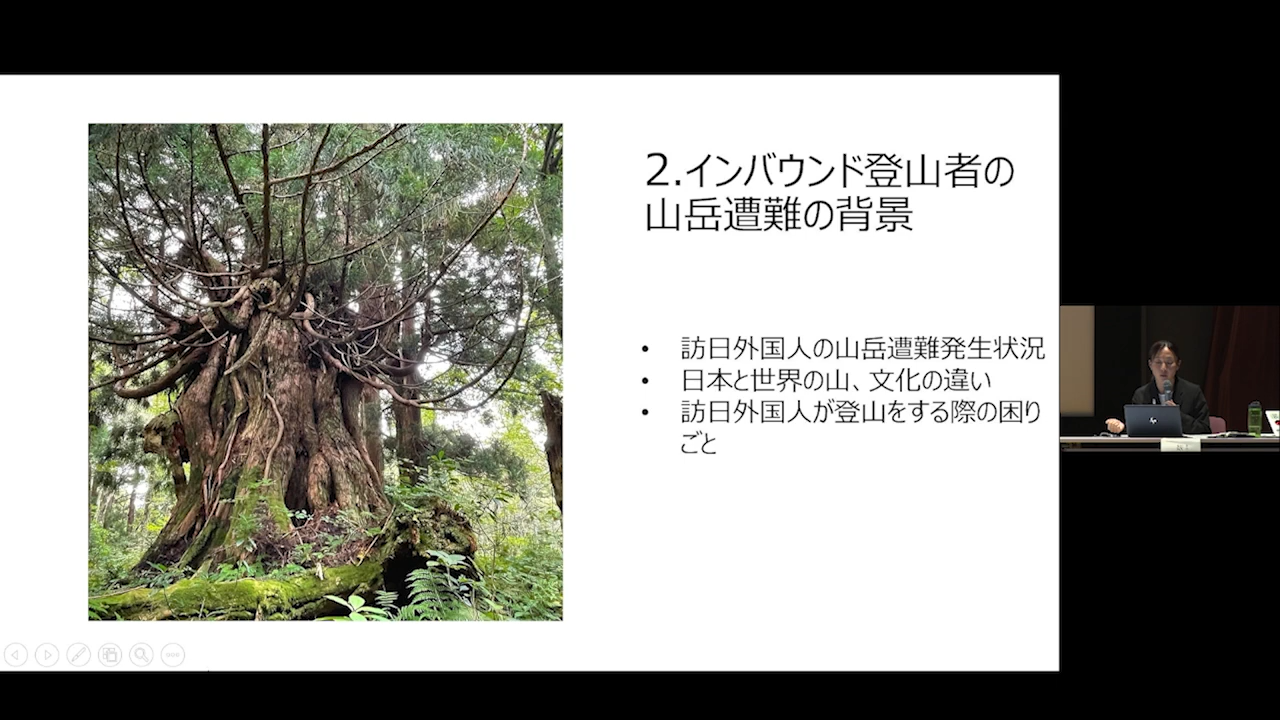 2.インバウンド登山者の
山岳遭難の背景
• 訪日外国人の山岳遭難発生状況
• 日本と世界の山、文化の違い
• 訪日外国人が登山をする際の困り
ごと
hp